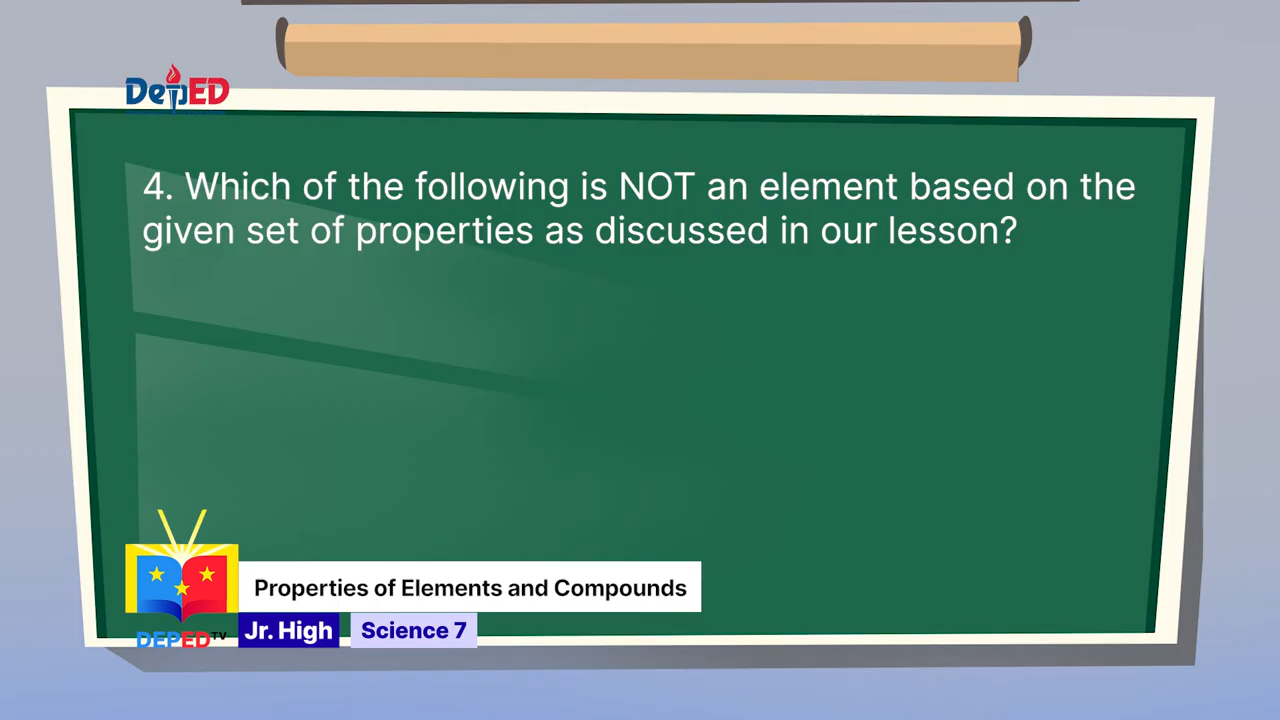 DepED
4. Which of the following is NOT an element based on the
given set of properties as discussed in our lesson?
Properties of Elements and Compounds
DEPED TV
Jr. High
Science 7